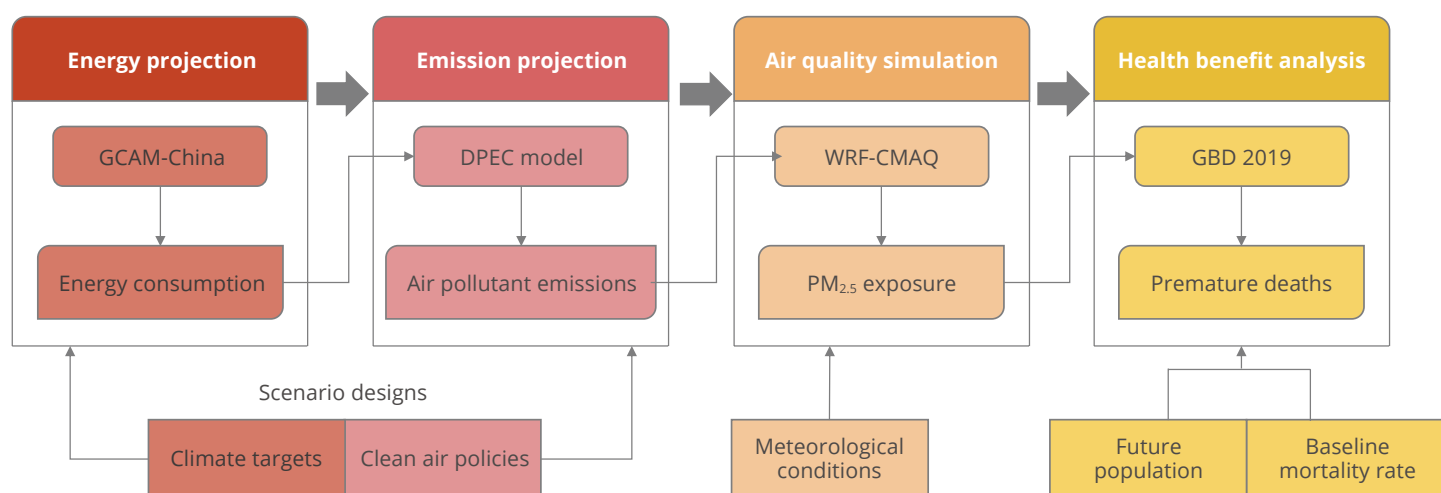 Energy projection
Emission projection
Air quality simulation
Health benefit analysis
GCAM-China
DPEC model
WRF-CMAQ
GBD 2019
Energy consumption
Air pollutant emissions
PM2.5 exposure
Premature deaths
Scenario designs
Climate targets
Clean air policies
Meteorological
conditions
Future
population
Baseline
mortality rate